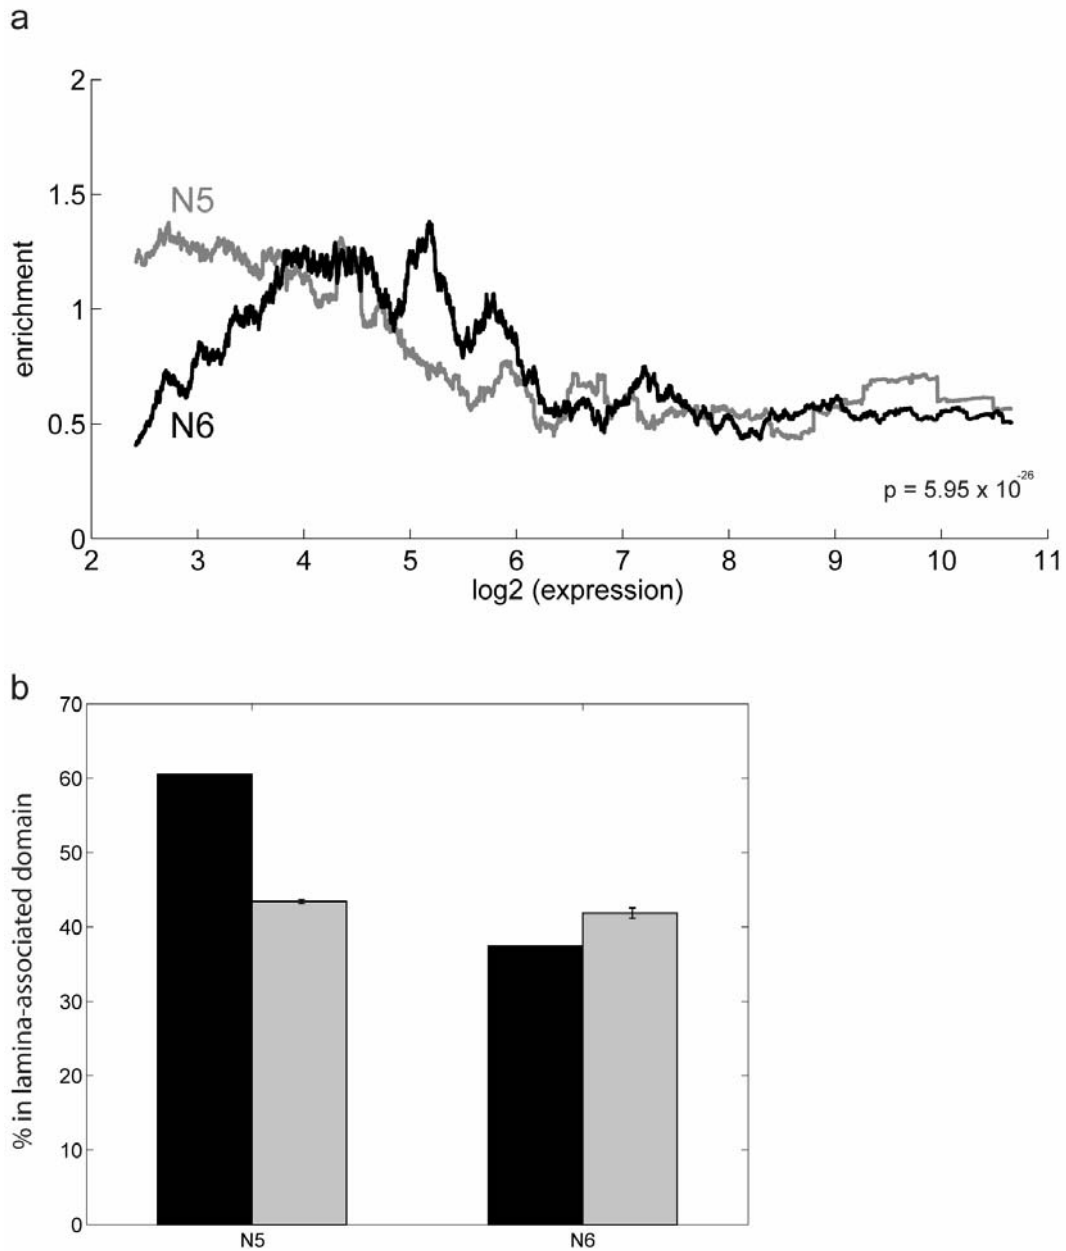 a
2
1.5
1
0.5
0
enrichment
N5
N6
p = 5.95 x 10-26
2 3 4 5 6 7 8 9 10 11
log2 (expression)
b
70
60
50
40
30
20
10
0
% in lamina-associated domain
N5 N6